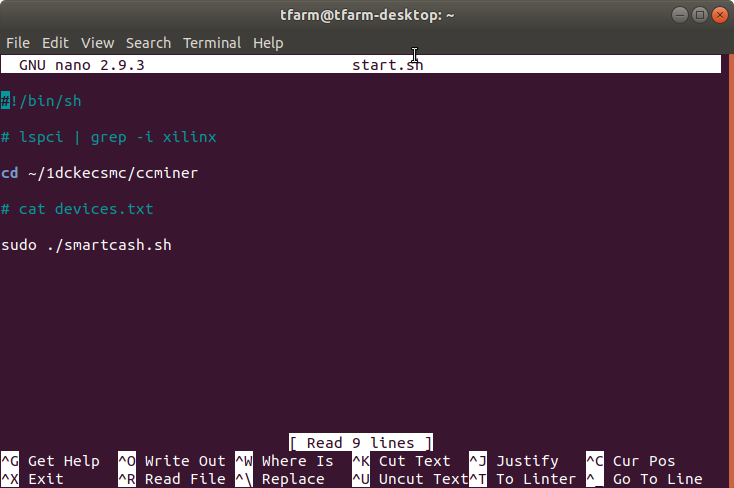 tfarm@tfarm-desktop: ~
File Edit View Search Terminal Help
GNU nano 2.9.3 start.sh
#!/bin/sh
# lspci | grep -i xilinx
cd ~/1dckecsmc/ccminer
# cat devices.txt
sudo ./smartcash.sh
[ Read 9 lines ]
^G Get Help ^O Write Out ^W Where Is ^K Cut Text ^J Justify ^C Cur Pos
^X Exit ^R Read File ^\ Replace ^U Uncut Text ^T To Linter ^_ Go To Line